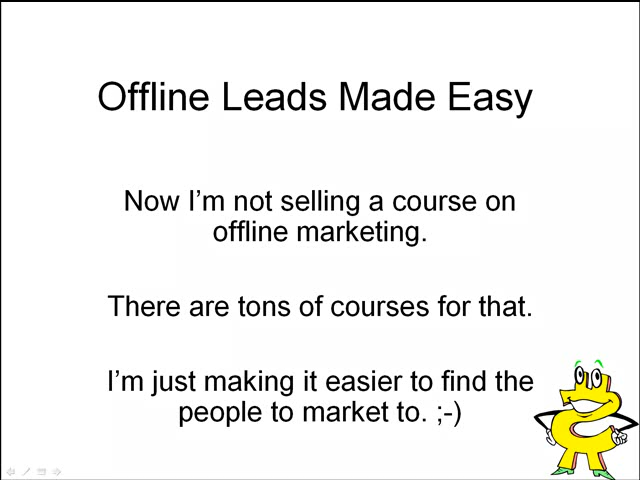 Offline Leads Made Easy
Now I'm not selling a course on
offline marketing.
There are tons of courses for that.
I'm just making it easier to find the
people to market to. ;-)